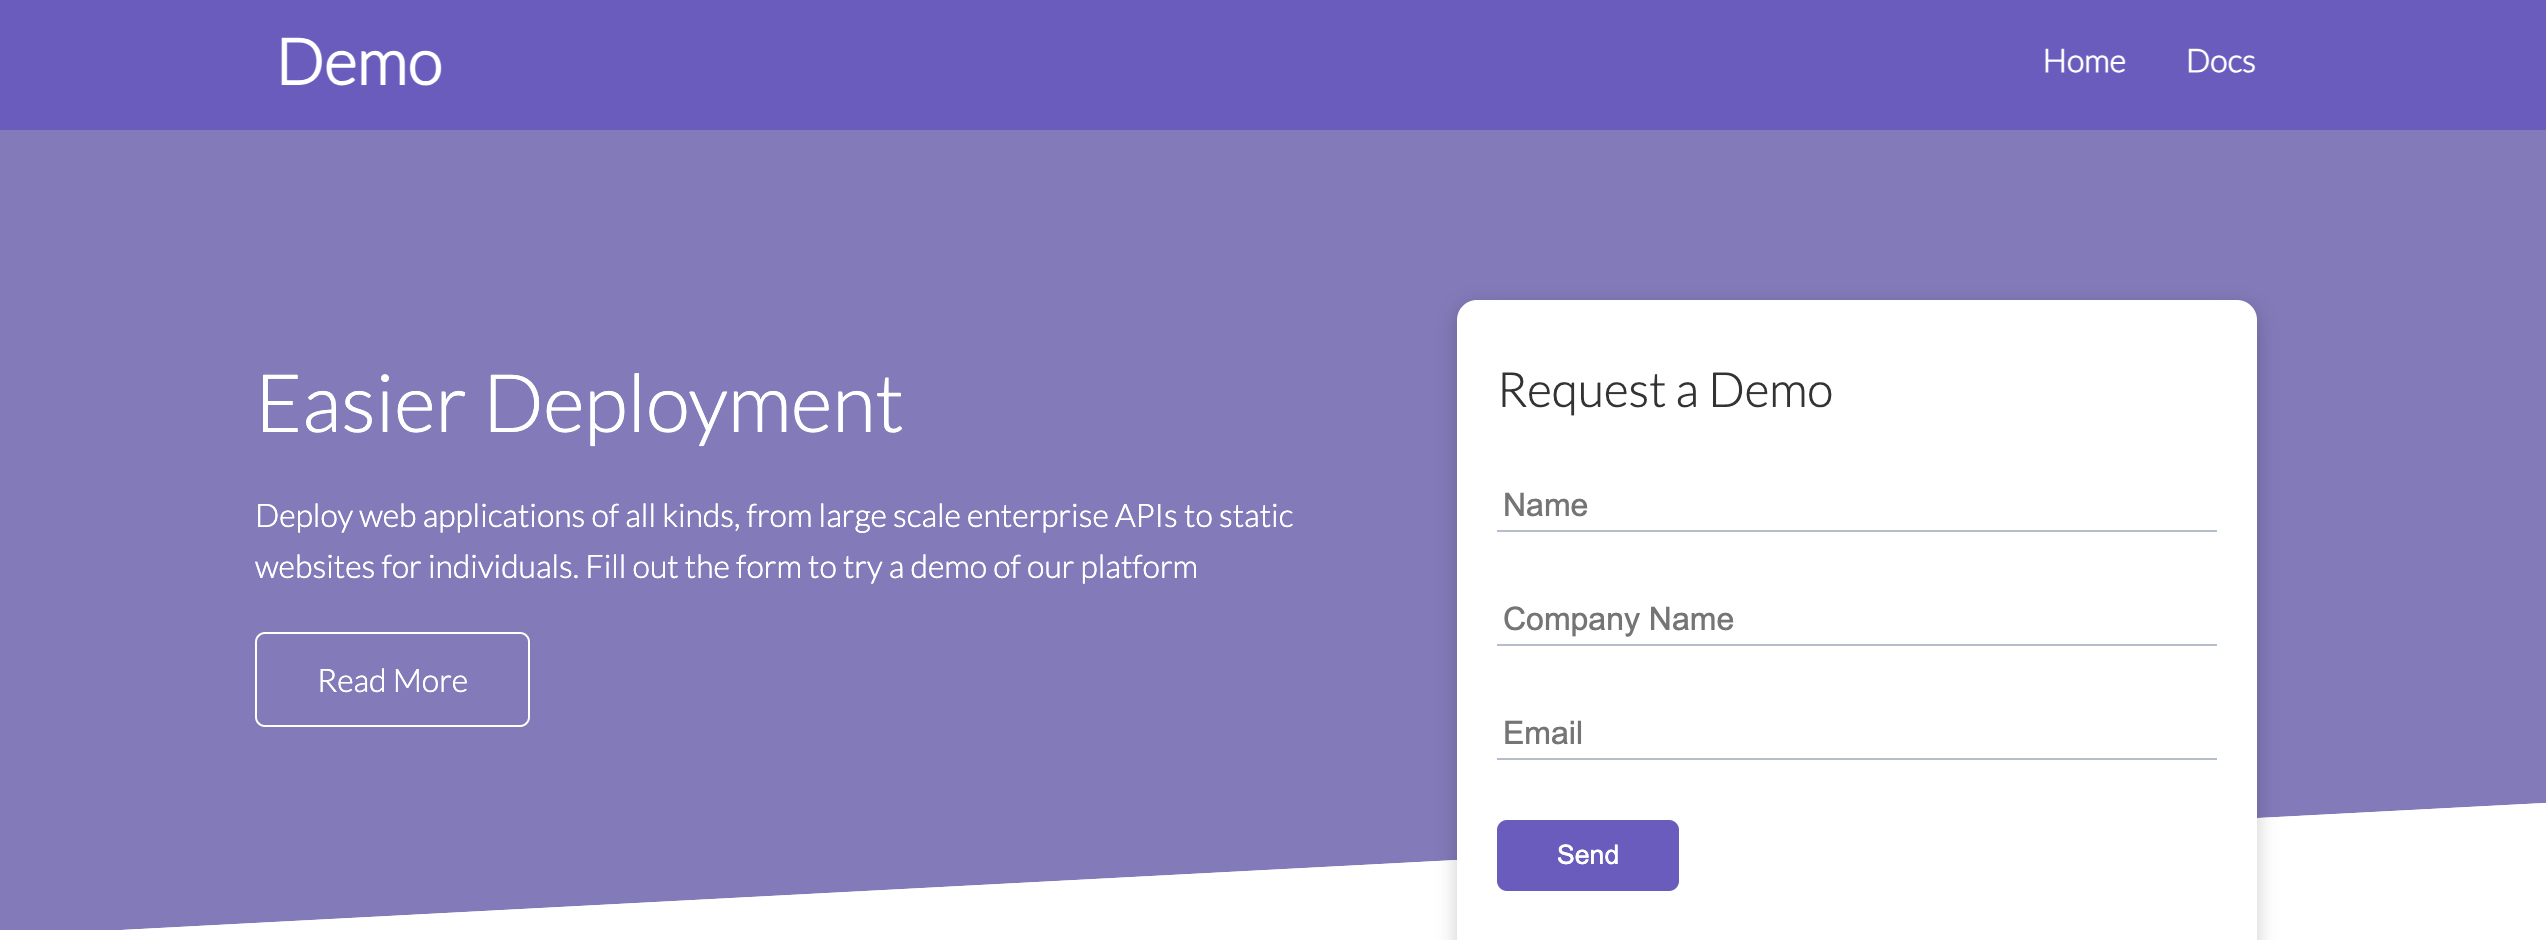 Demo
Home
Docs
Easier Deployment
Deploy web applications of all kinds, from large scale enterprise APIs to static
websites for individuals. Fill out the form to try a demo of our platform
Read More
Request a Demo
Name
Company Name
Email
Send